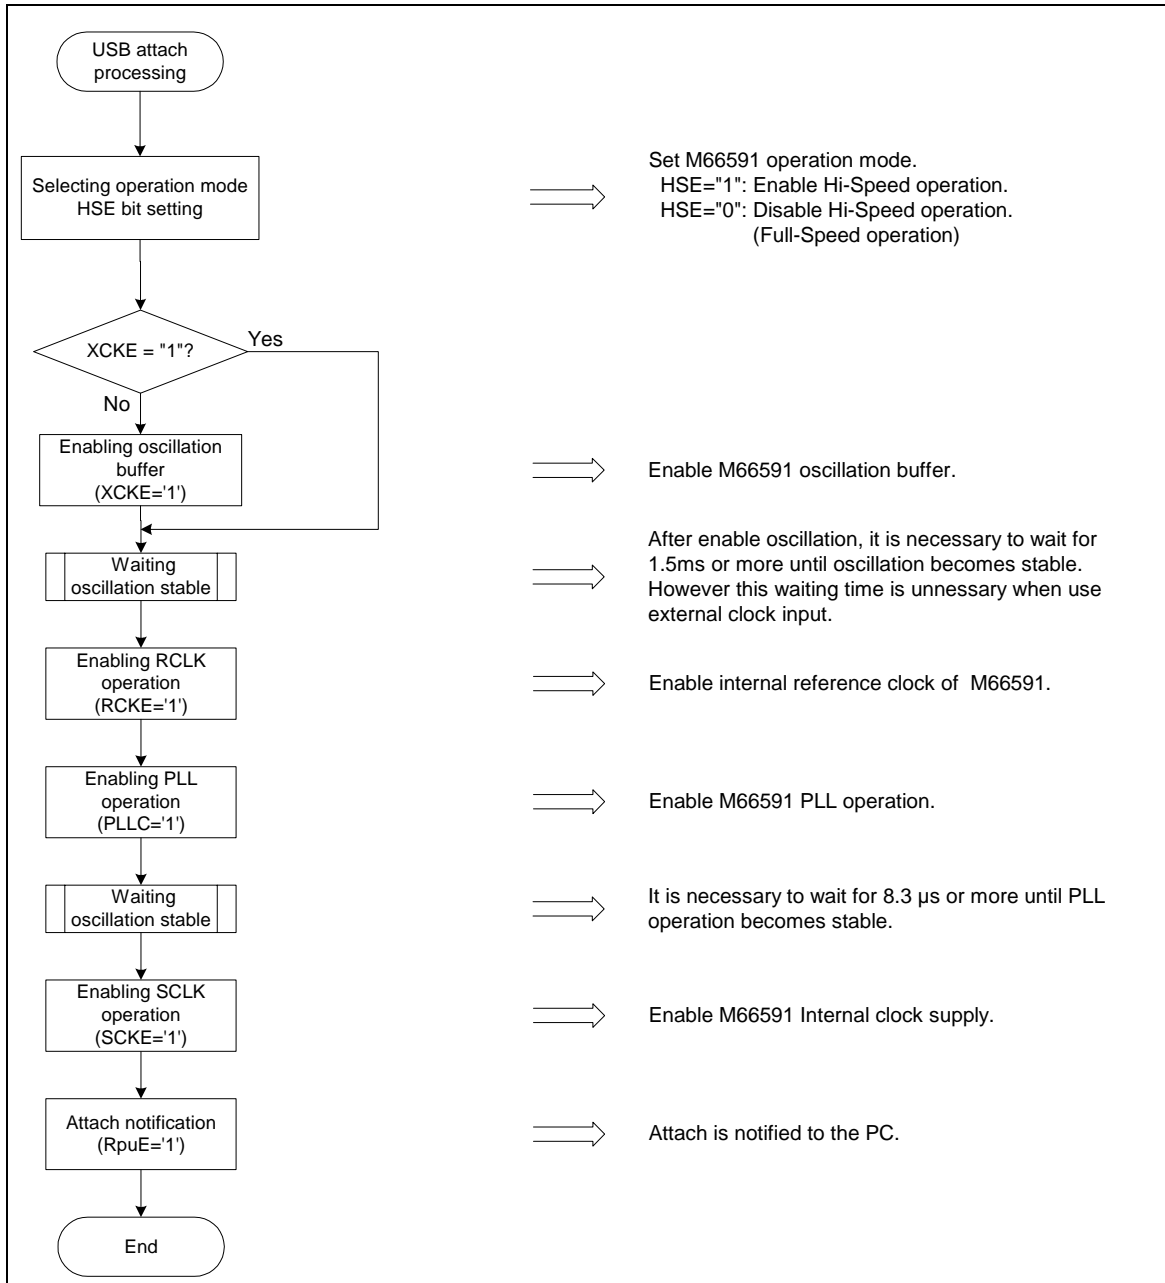 USB attach
processing
Selecting operation mode
HSE bit setting
Set M66591 operation mode.
HSE="1": Enable Hi-Speed operation.
HSE="0": Disable Hi-Speed operation.
(Full-Speed operation)
XCKE = "1"?
Yes
No
Enabling oscillation
buffer
(XCKE='1')
Enable M66591 oscillation buffer.
Waiting
oscillation stable
After enable oscillation, it is necessary to wait for
1.5ms or more until oscillation becomes stable.
However this waiting time is unnessary when use
external clock input.
Enabling RCLK
operation
(RCKE='1')
Enable internal reference clock of M66591.
Enabling PLL
operation
(PLLC='1')
Enable M66591 PLL operation.
Waiting
oscillation stable
It is necessary to wait for 8.3 µs or more until PLL
operation becomes stable.
Enabling SCLK
operation
(SCKE='1')
Enable M66591 Internal clock supply.
Attach notification
(RpuE='1')
Attach is notified to the PC.
End